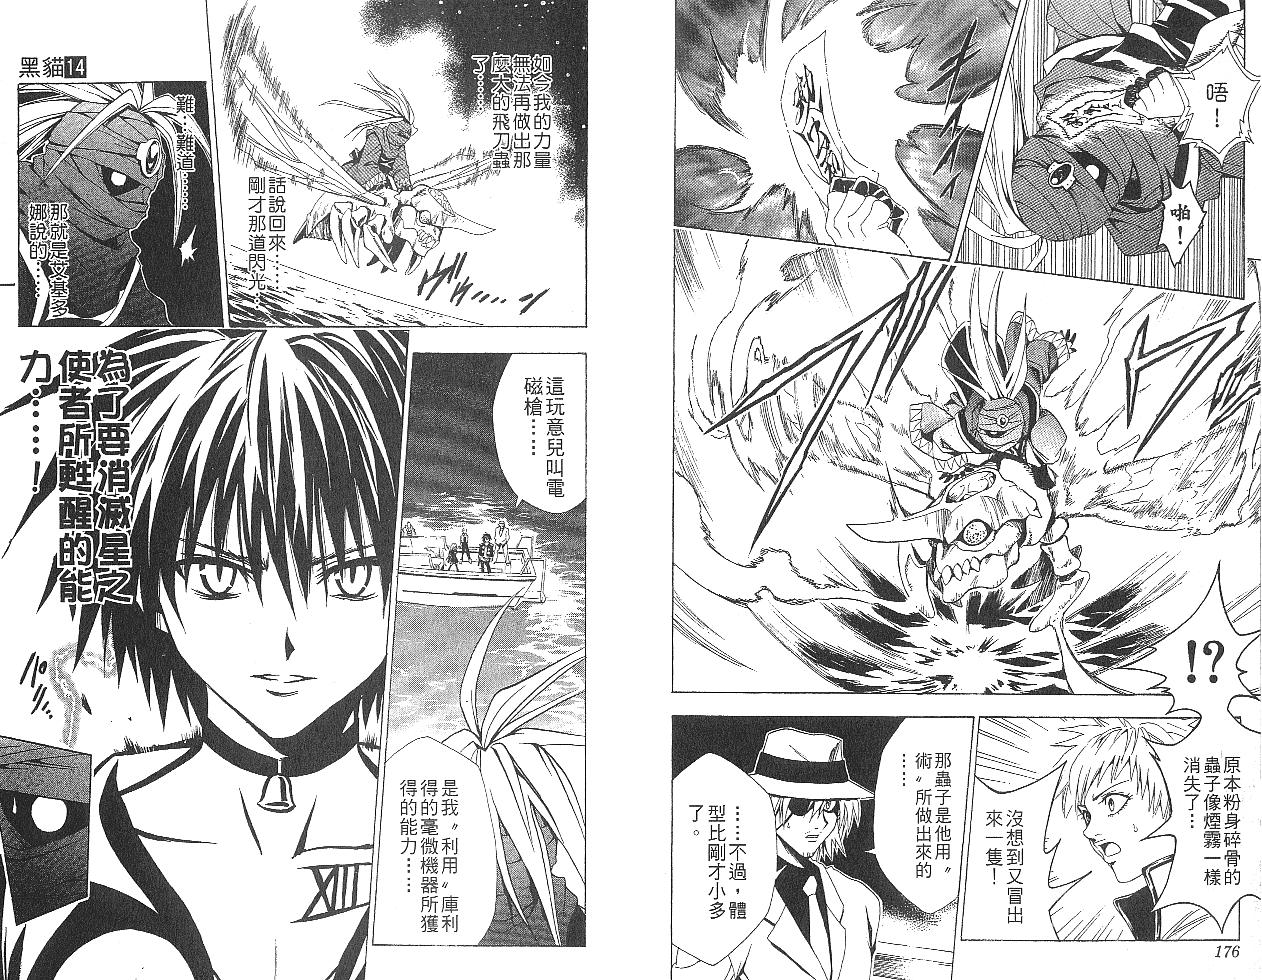 唔！
啪！
!?
原本粉身碎骨的
蟲子像煙霧一樣
消失了…
沒想到又冒出
來一隻！
那蟲子是他用〝
術〞所做出來的
……
……不過，體
型比剛才小多
了。
176
黑貓14
如今我的力量
無法再做出那
麼大的飛刀蟲
了……
話說回來………
剛才那道閃光…
難…難道……
那就是艾基多
娜說的……
這玩意兒叫電
磁槍……
是我〝利用〞庫利
得的毫微機器所獲
得的能力……
為了要消滅星之
使者所甦醒的能
力……！
XIII